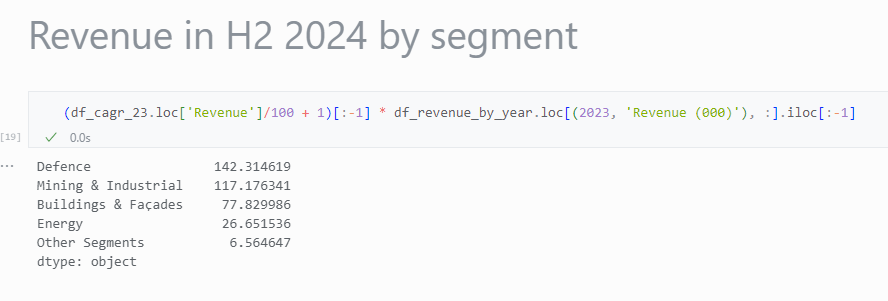 Revenue in H2 2024 by segment
(df_cagr_23.loc['Revenue']/100 + 1)[:-1] * df_revenue_by_year.loc[(2023, 'Revenue (000)'), :].iloc[:-1]
[19] ✓ 0.0s
... Defence 142.314619
Mining & Industrial 117.176341
Buildings & Façades 77.829986
Energy 26.651536
Other Segments 6.564647
dtype: object